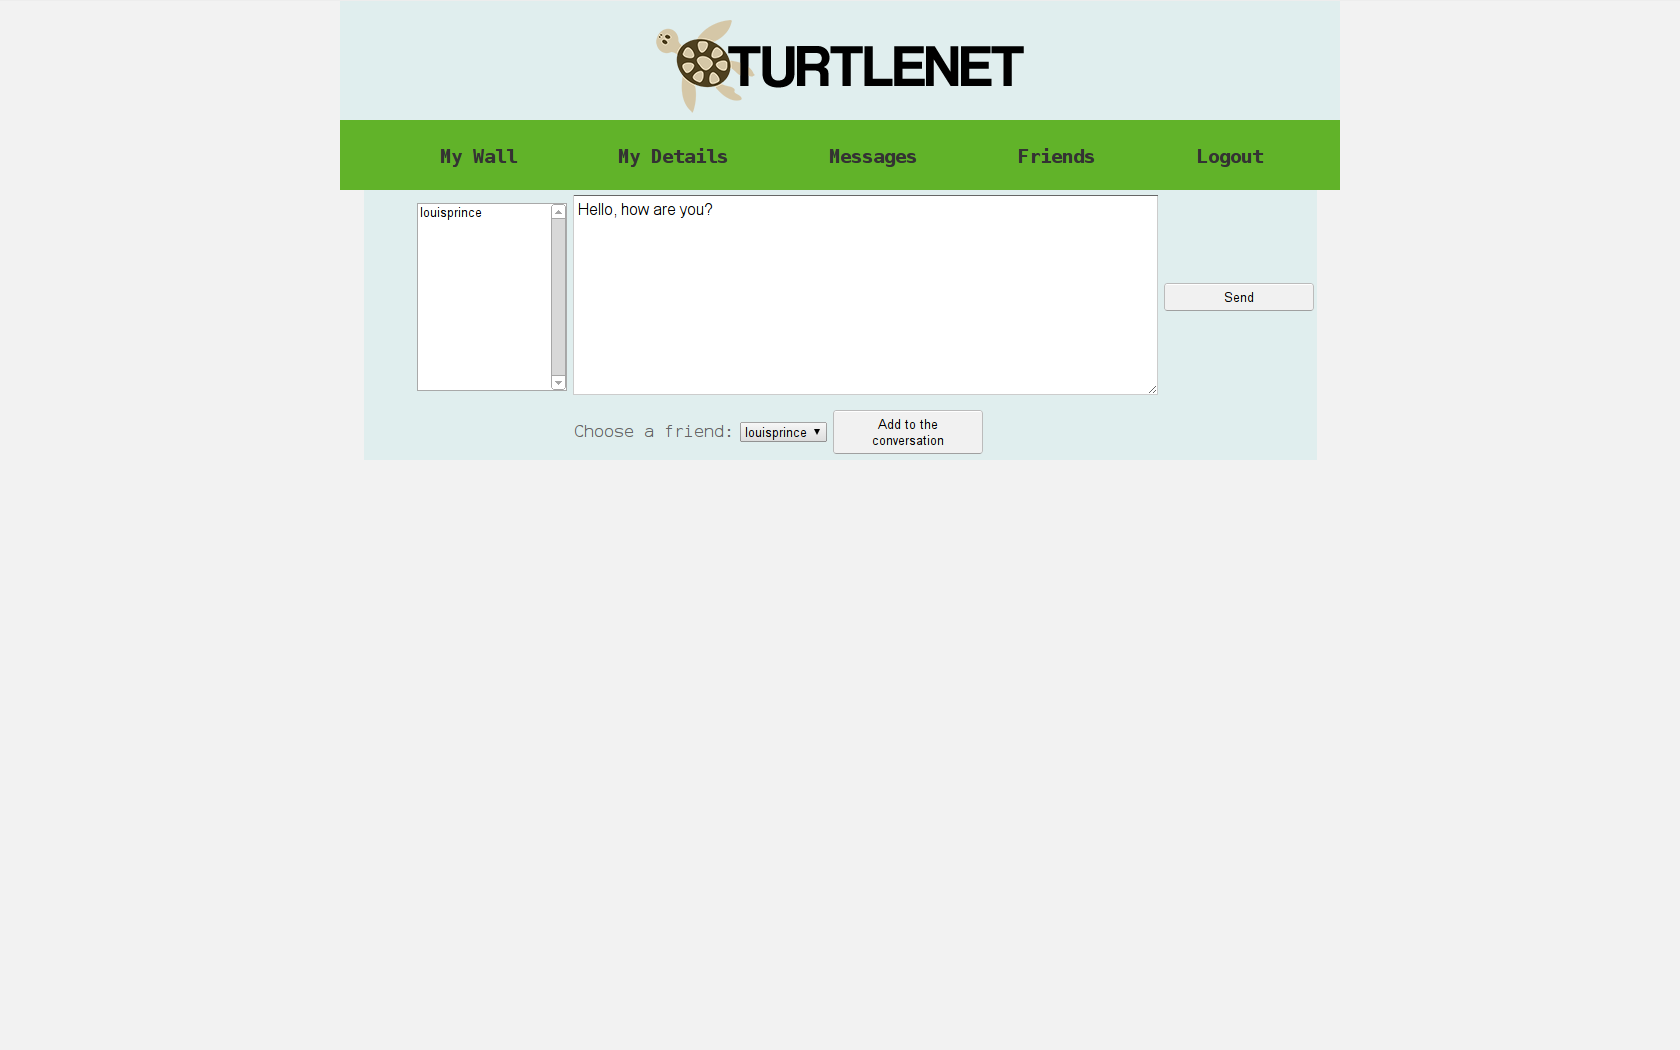 TURTLENET
My Wall My Details Messages Friends Logout
louisprince
Hello, how are you?
Send
Choose a friend: louisprince
Add to the
conversation